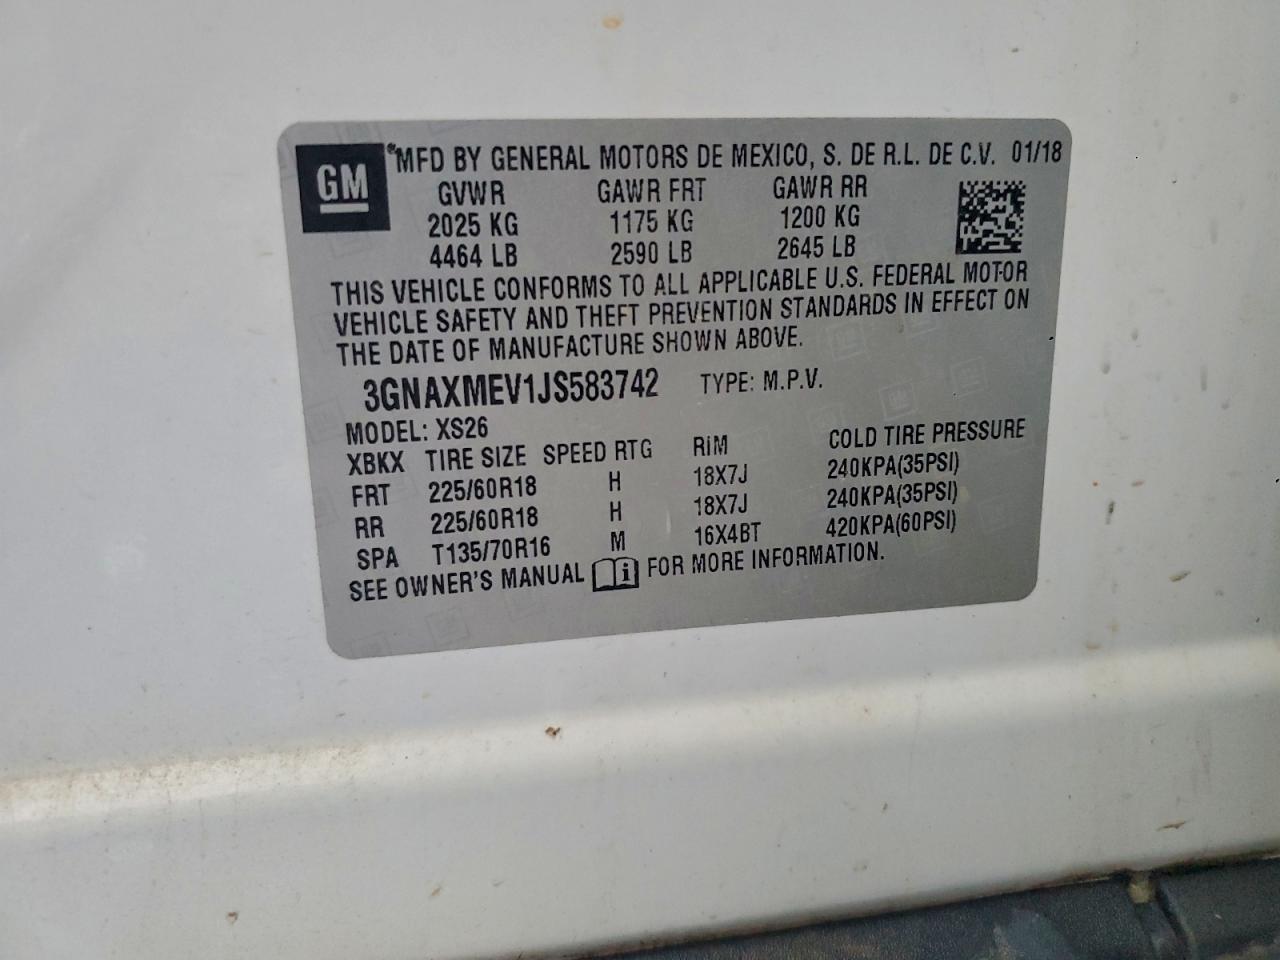 GM
MFD BY GENERAL MOTORS DE MEXICO, S. DE R.L. DE C.V. 01/18
GVWR GAWR FRT GAWR RR
2025 KG 1175 KG 1200 KG
4464 LB 2590 LB 2645 LB
THIS VEHICLE CONFORMS TO ALL APPLICABLE U.S. FEDERAL MOTOR
VEHICLE SAFETY AND THEFT PREVENTION STANDARDS IN EFFECT ON
THE DATE OF MANUFACTURE SHOWN ABOVE.
3GNAXMEV1JS583742 TYPE: M.P.V.
MODEL: XS26
XBKX TIRE SIZE SPEED RTG RiM COLD TIRE PRESSURE
FRT 225/60R18 H 18X7J 240KPA(35PSI)
RR 225/60R18 H 18X7J 240KPA(35PSI)
SPA T135/70R16 M 16X4BT 420KPA(60PSI)
SEE OWNER'S MANUAL i FOR MORE INFORMATION.